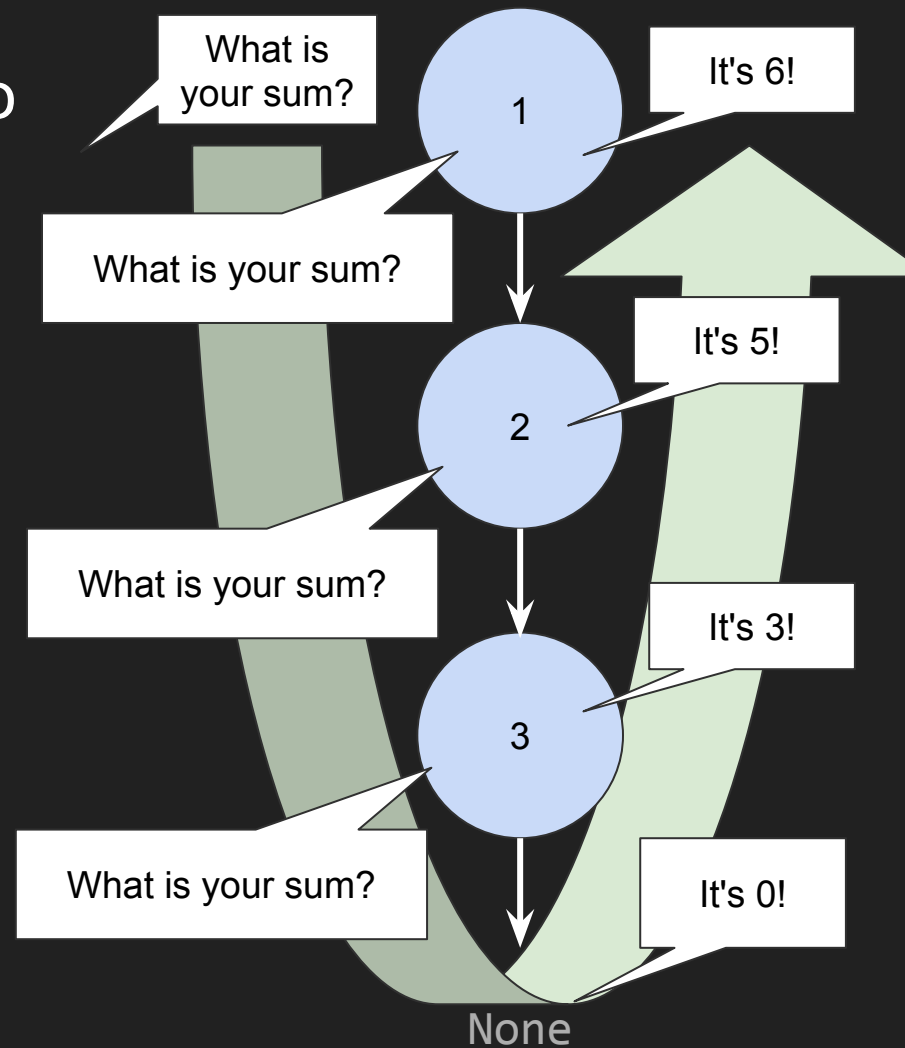 What is
your sum?
1
It's 6!
What is your sum?
2
It's 5!
What is your sum?
3
It's 3!
What is your sum?
It's 0!
None